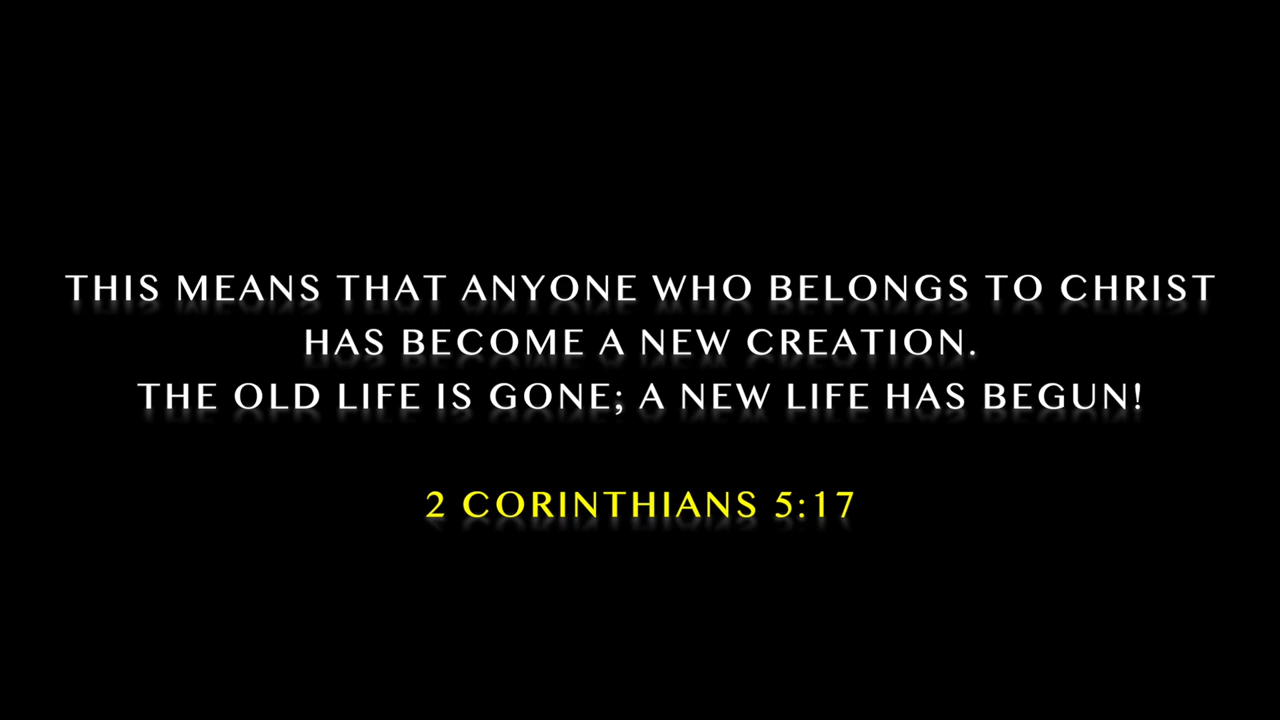 THIS MEANS THAT ANYONE WHO BELONGS TO CHRIST
HAS BECOME A NEW CREATION.
THE OLD LIFE IS GONE; A NEW LIFE HAS BEGUN!
2 CORINTHIANS 5:17